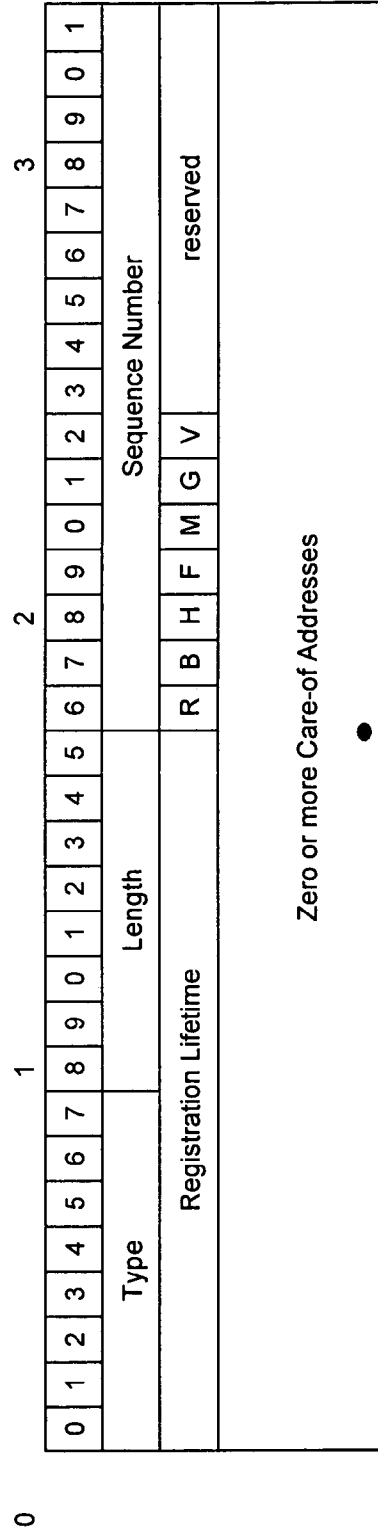 0 1 2 3
0 1 2 3 4 5 6 7 8 9 0 1 2 3 4 5 6 7 8 9 0 1 2 3 4 5 6 7 8 9 0 1
Type Length Sequence Number
Registration Lifetime R B H F M G V reserved
Zero or more Care-of Addresses